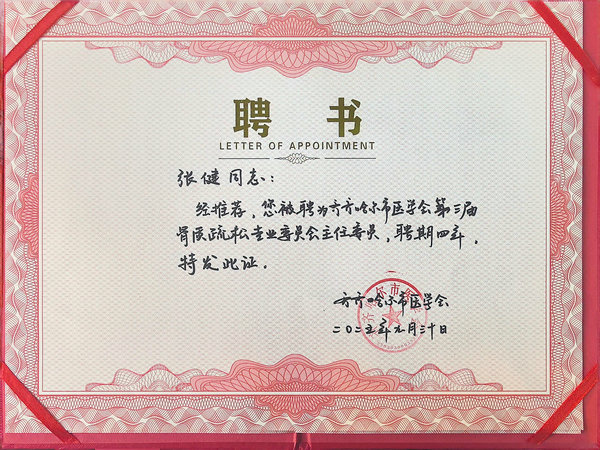 聘 书
LETTER OF APPOINTMENT
张健同志：
经推荐，您被聘为齐齐哈尔市医学会第三届
骨质疏松专业委员会主任委员，聘期四年，
特发此证。
齐齐哈尔市医学会
二〇二五年九月三十日